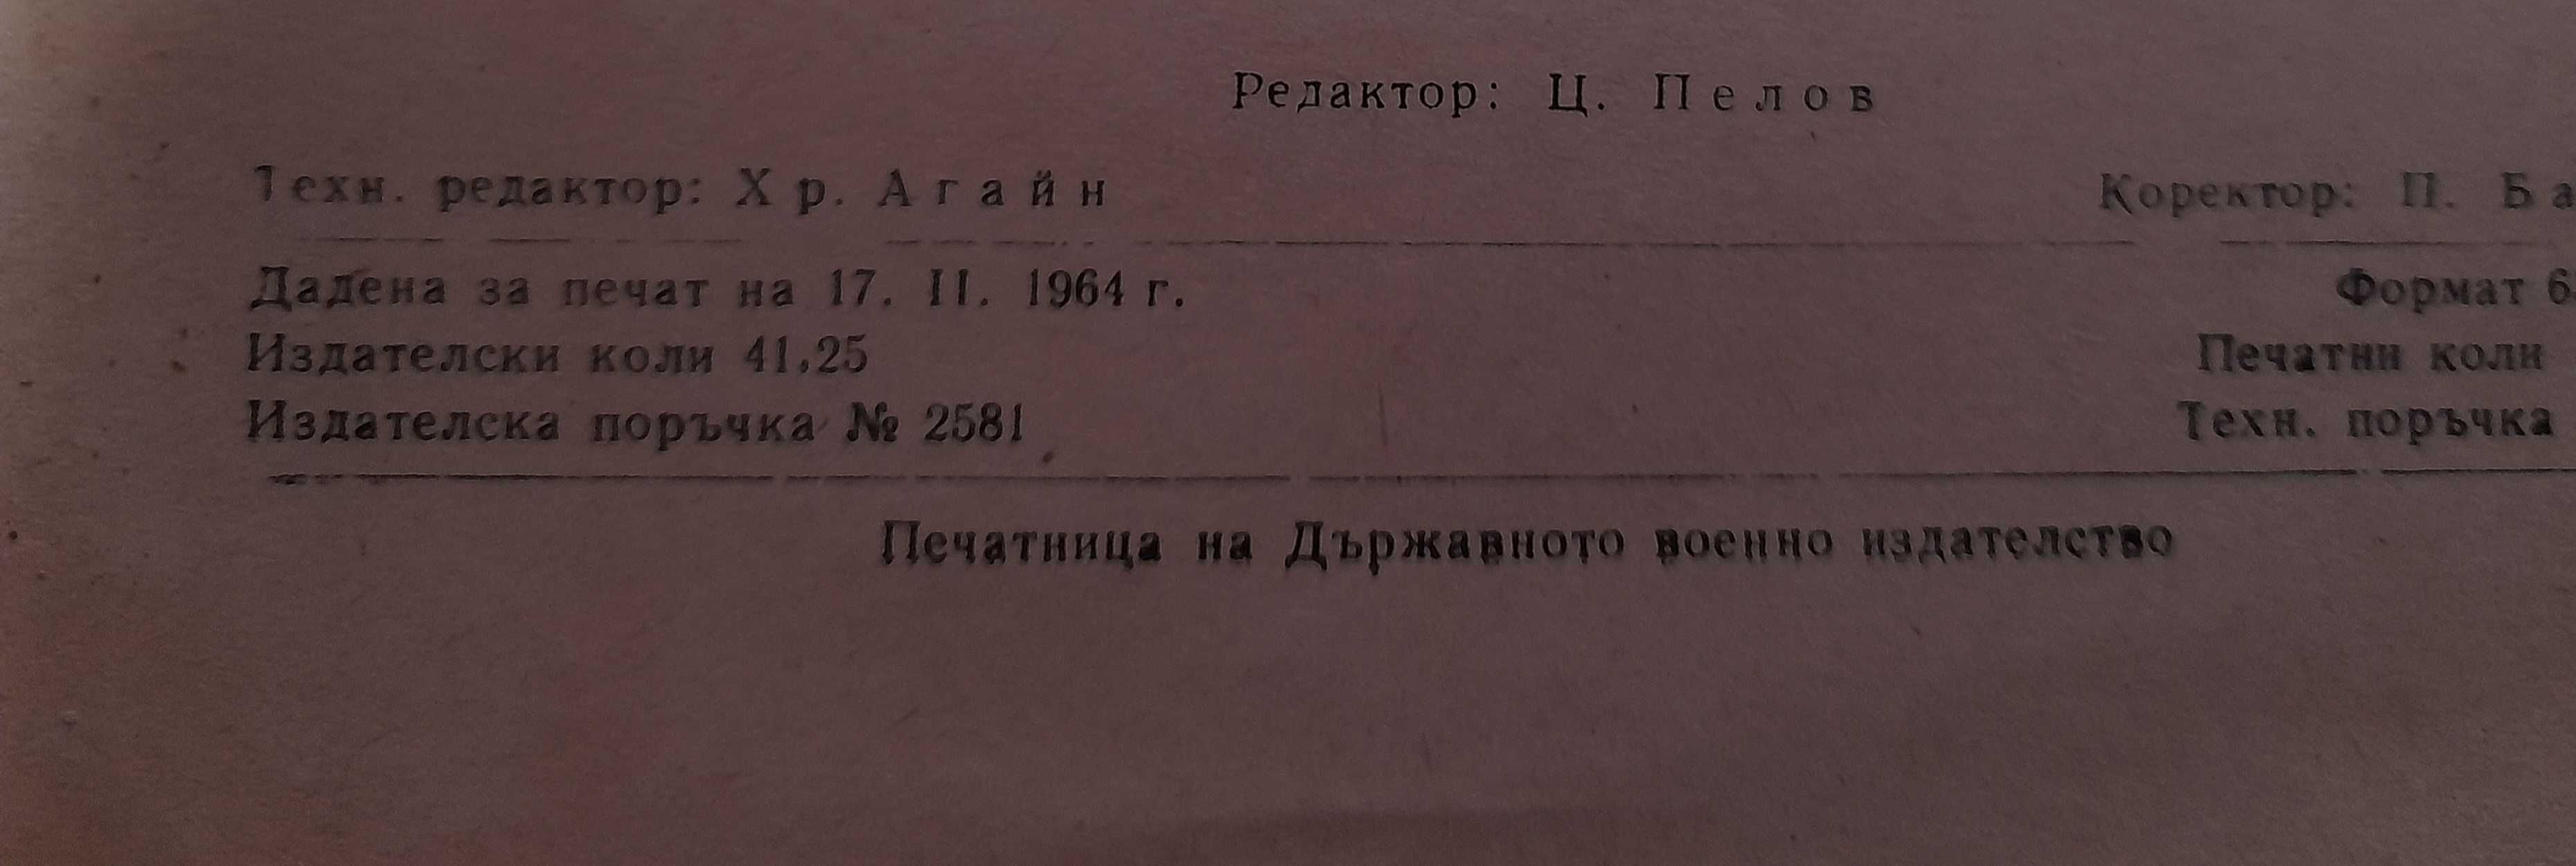 Редактор: Ц. Пелов
Техн. редактор: Хр. Агайн Коректор: П. Ба
Дадена за печат на 17. II. 1964 г. Формат 6
Издателски коли 41,25 Печатни коли
Издателска поръчка № 2581 Техн. поръчка
Печатница на Държавното военно издателство